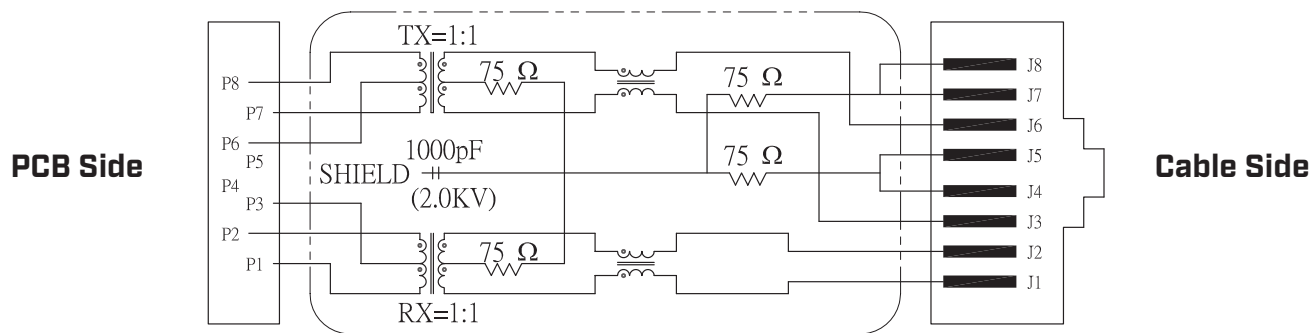 TX=1:1
75 Ω
75 Ω
P8
P7
P6
P5
P4
P3
P2
P1
PCB Side
1000pF
SHIELD
(2.0KV)
75 Ω
75 Ω
RX=1:1
J8
J7
J6
J5
J4
J3
J2
J1
Cable Side